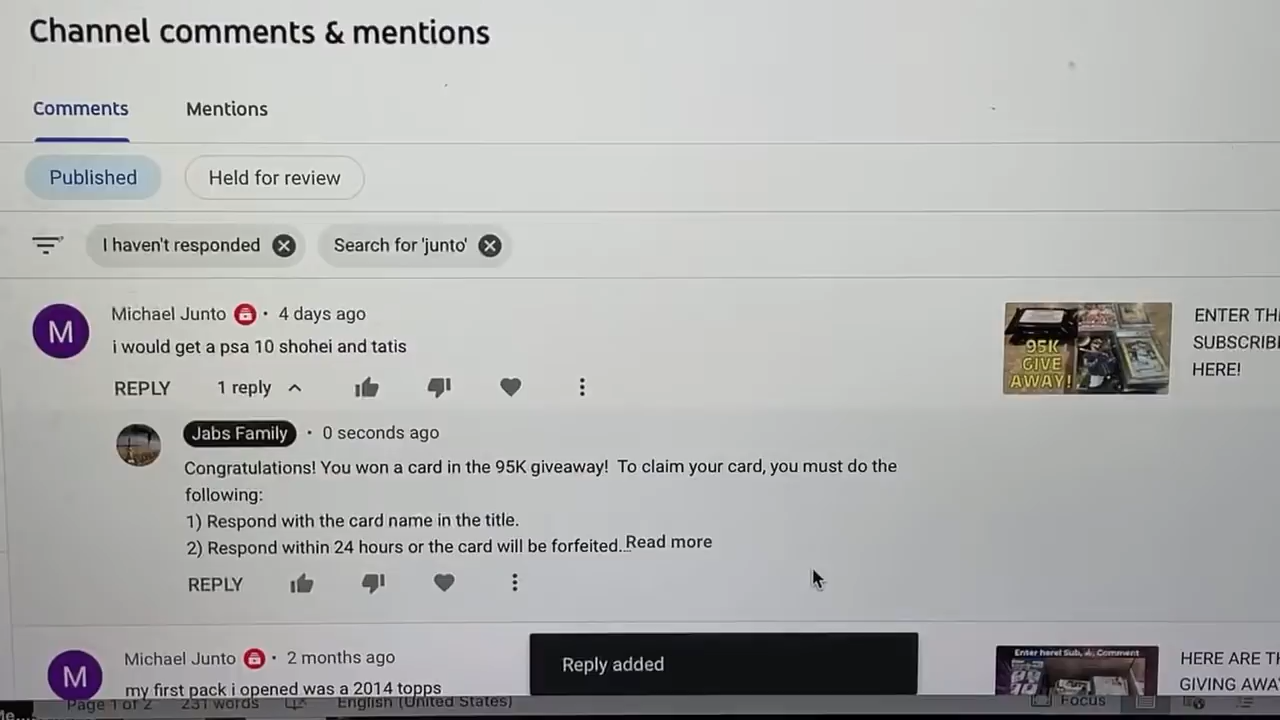 Channel comments & mentions
Comments
Mentions
Published
Held for review
I haven't responded
Search for 'junto'
Michael Junto · 4 days ago
i would get a psa 10 shohei and tatis
REPLY 1 reply
M
95K
GIVE
AWAY!
ENTER TH
SUBSCRIB
HERE!
Jabs Family · 0 seconds ago
Congratulations! You won a card in the 95K giveaway! To claim your card, you must do the
following:
1) Respond with the card name in the title.
2) Respond within 24 hours or the card will be forfeited...Read more
REPLY
Reply added
M
Michael Junto · 2 months ago
my first pack i opened was a 2014 topps
Enter here! Sub, Comment
HERE ARE TH
GIVING AWA
Page 1 of 2 231 words English (United States) Focus